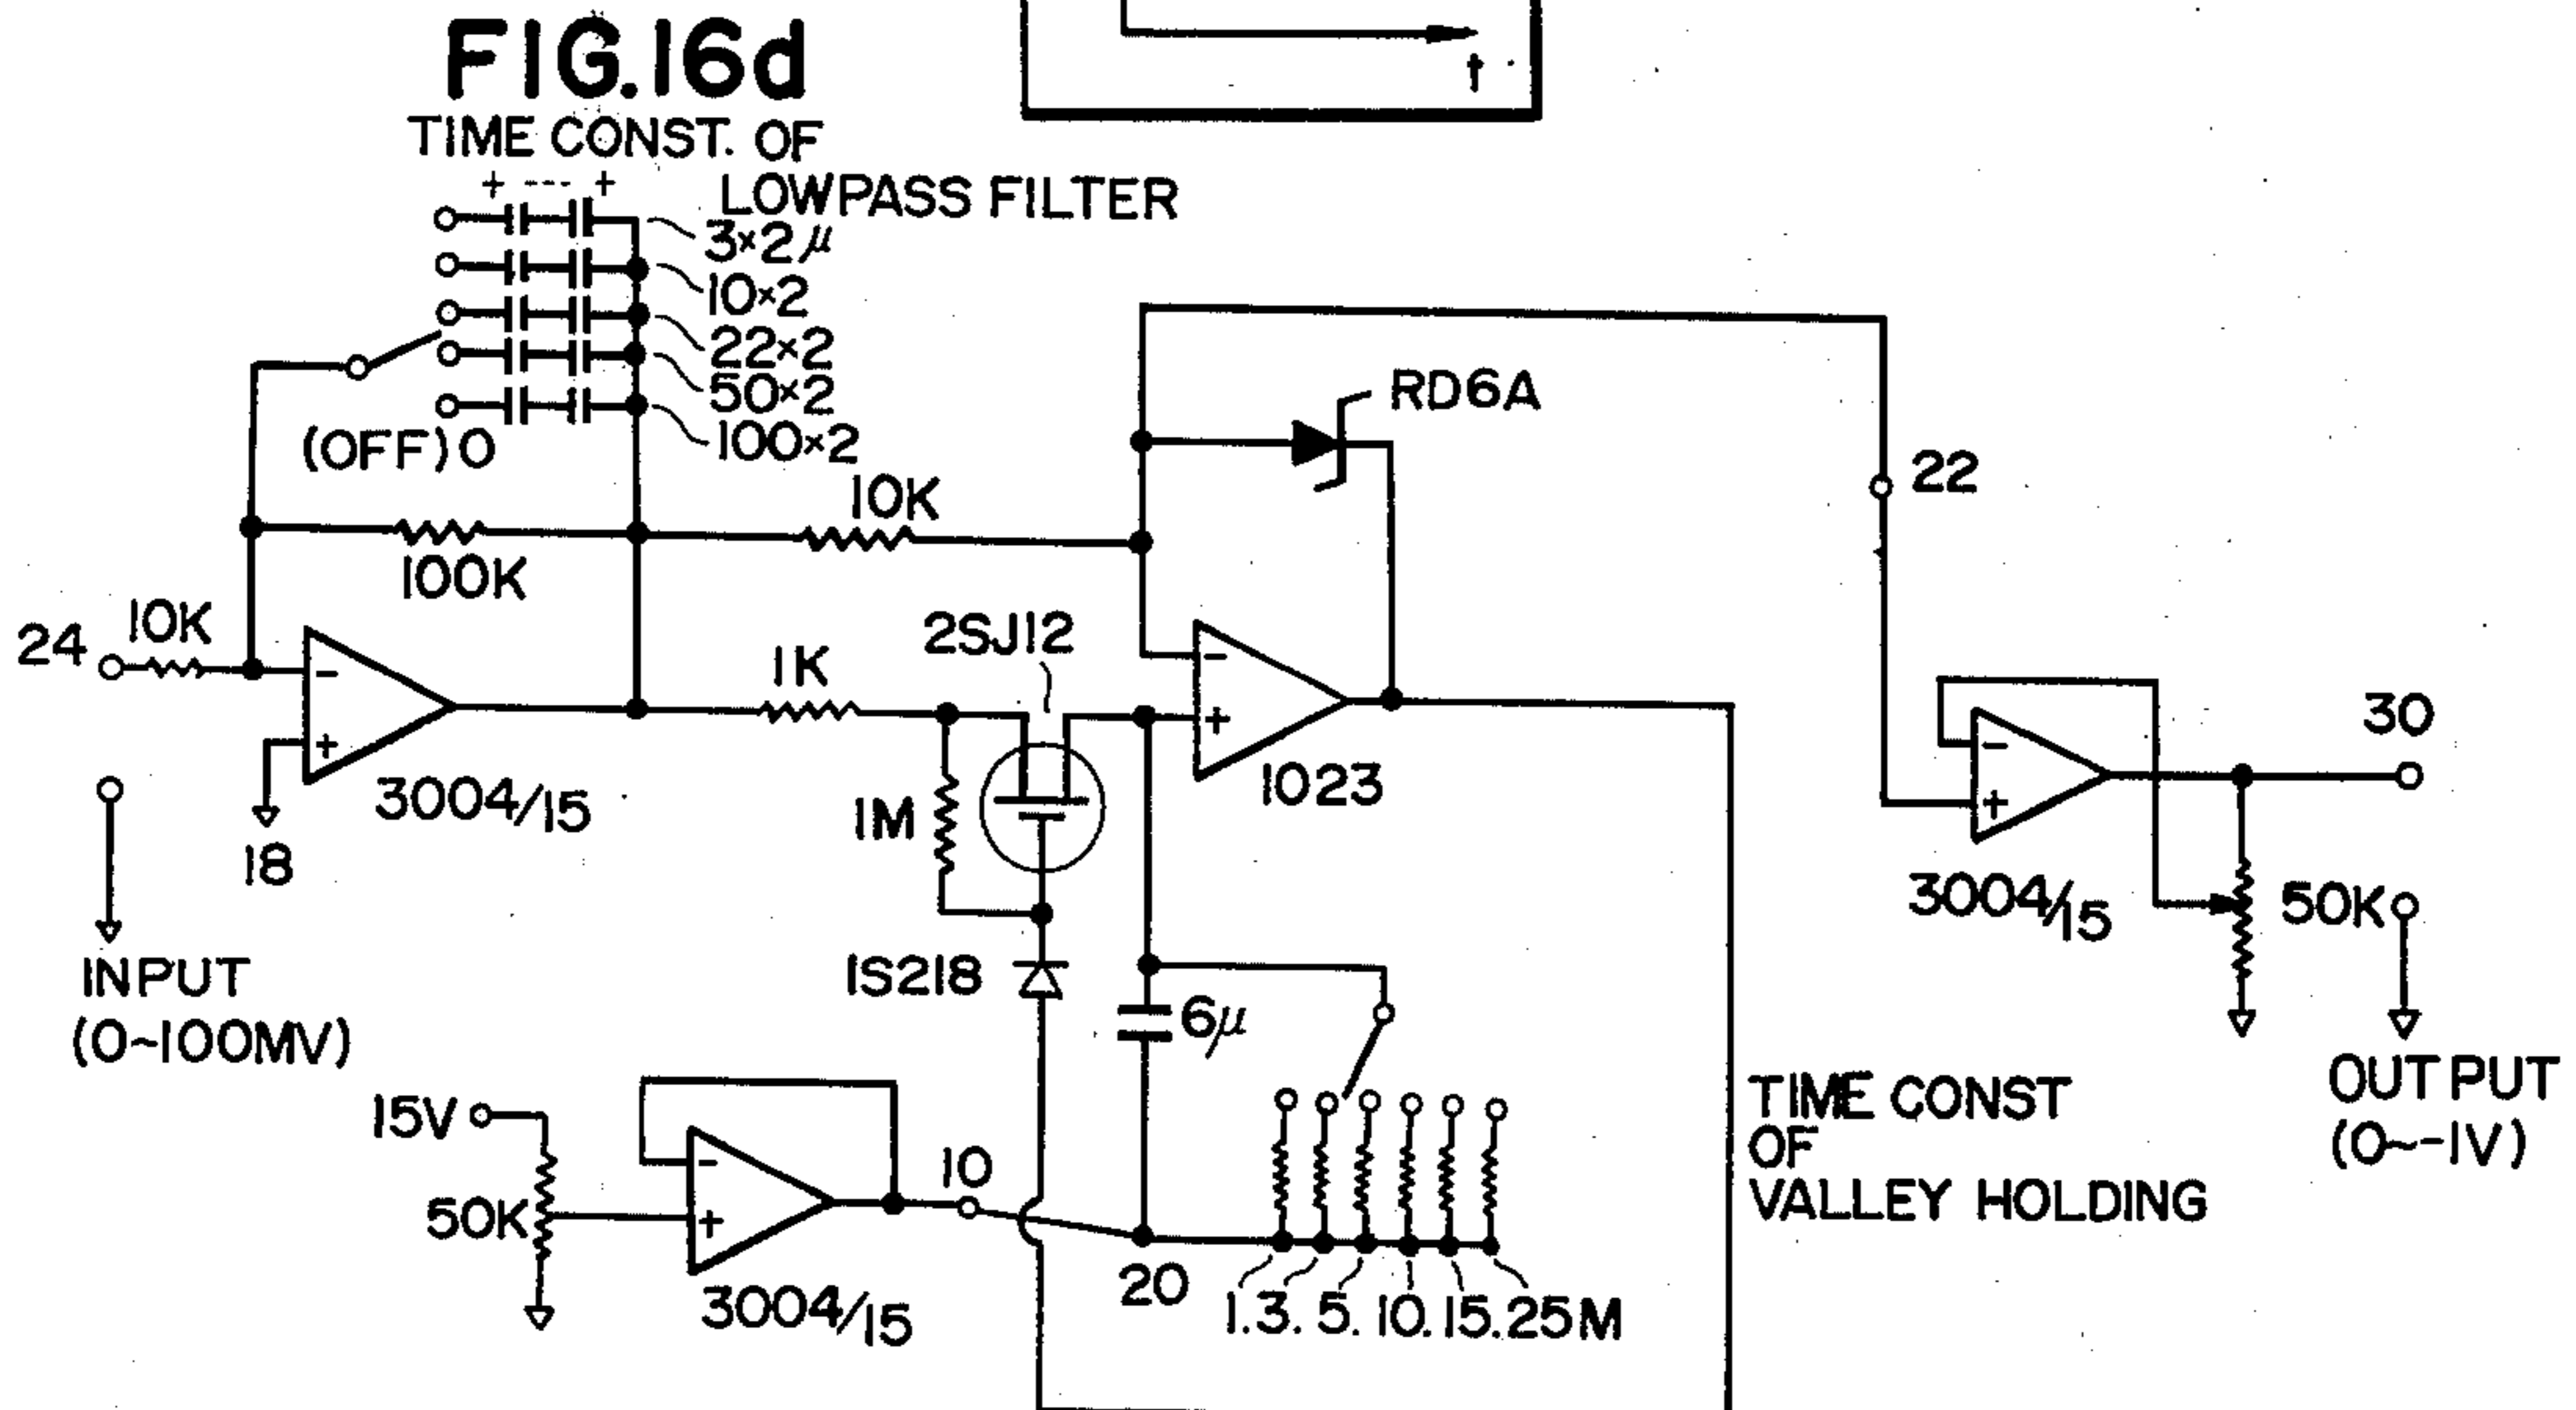 FIG.16d
t
TIME CONST. OF
LOWPASS FILTER
+ --- +
3×2μ
10×2
22×2
50×2
100×2
(OFF) O
RD6A
22
10K
100K
24
10K
-
+
3004/15
18
1K
2SJ12
-
+
1023
1M
30
-
+
3004/15
50K
INPUT
(0~100MV)
1S218
6μ
OUTPUT
(0~-1V)
15V
50K
-
+
3004/15
10
20
1.3. 5. 10. 15. 25M
TIME CONST
OF
VALLEY HOLDING